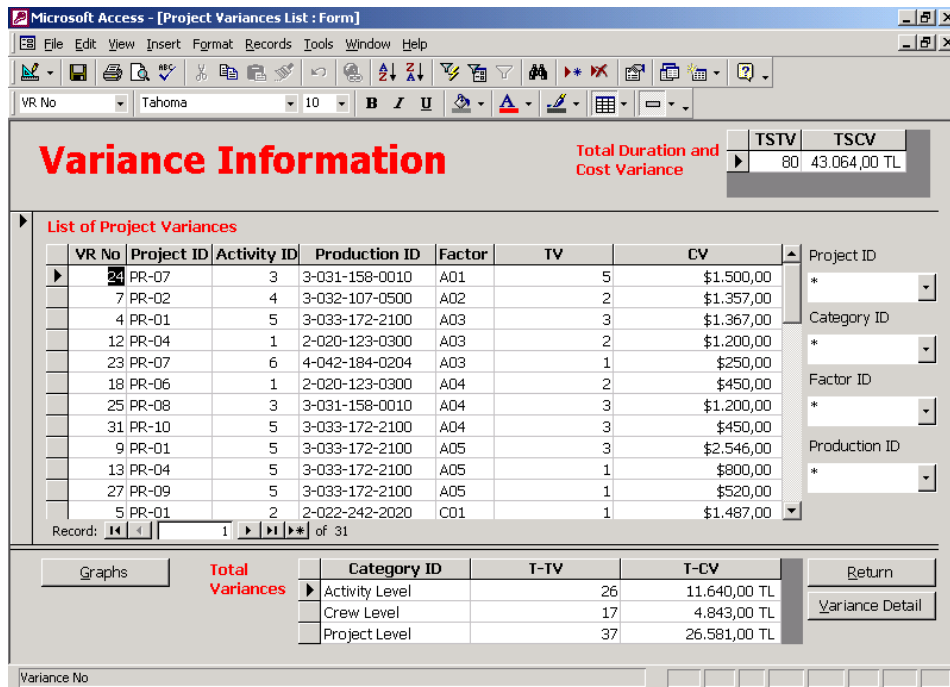 Microsoft Access - [Project Variances List : Form]
File Edit View Insert Format Records Tools Window Help
VR No Tahoma 10 B I U A
Variance Information
Total Duration and
Cost Variance
TSTV TSCV
80 43.064,00 TL
List of Project Variances
VR No Project ID Activity ID Production ID Factor TV CV
24 PR-07 3 3-031-158-0010 A01 5 $1.500,00
7 PR-02 4 3-032-107-0500 A02 2 $1.357,00
4 PR-01 5 3-033-172-2100 A03 3 $1.367,00
12 PR-04 1 2-020-123-0300 A03 2 $1.200,00
23 PR-07 6 4-042-184-0204 A03 1 $250,00
18 PR-06 1 2-020-123-0300 A04 2 $450,00
25 PR-08 3 3-031-158-0010 A04 3 $1.200,00
31 PR-10 5 3-033-172-2100 A04 3 $450,00
9 PR-01 5 3-033-172-2100 A05 3 $2.546,00
13 PR-04 5 3-033-172-2100 A05 1 $800,00
27 PR-09 5 3-033-172-2100 A05 1 $520,00
5 PR-01 2 2-022-242-2020 C01 1 $1.487,00
Record: 1 of 31
Project ID
*
Category ID
*
Factor ID
*
Production ID
*
Graphs
Total
Variances
Category ID T-TV T-CV
Activity Level 26 11.640,00 TL
Crew Level 17 4.843,00 TL
Project Level 37 26.581,00 TL
Return
Variance Detail
Variance No